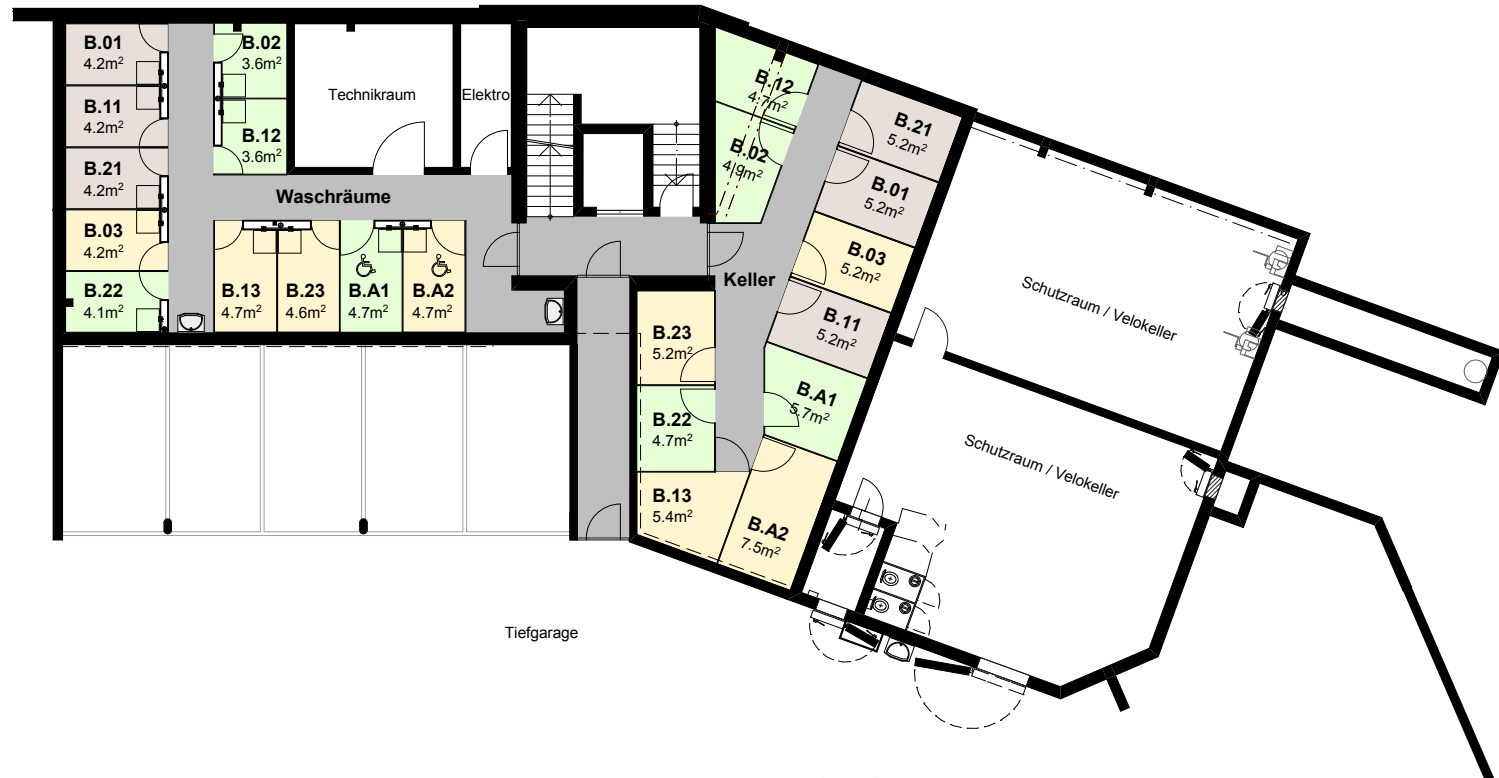 B.01
4.2m²
B.11
4.2m²
B.21
4.2m²
B.03
4.2m²
B.22
4.1m²
B.02
3.6m²
B.12
3.6m²
Technikraum
Elektro
Waschräume
B.13
4.7m²
B.23
4.6m²
B.A1
4.7m²
B.A2
4.7m²
B.12
4.7m²
B.02
4.9m²
Keller
B.21
5.2m²
B.01
5.2m²
B.03
5.2m²
B.11
5.2m²
B.A1
5.7m²
B.23
5.2m²
B.22
4.7m²
B.13
5.4m²
B.A2
7.5m²
Schutzraum / Velokeller
Schutzraum / Velokeller
Tiefgarage